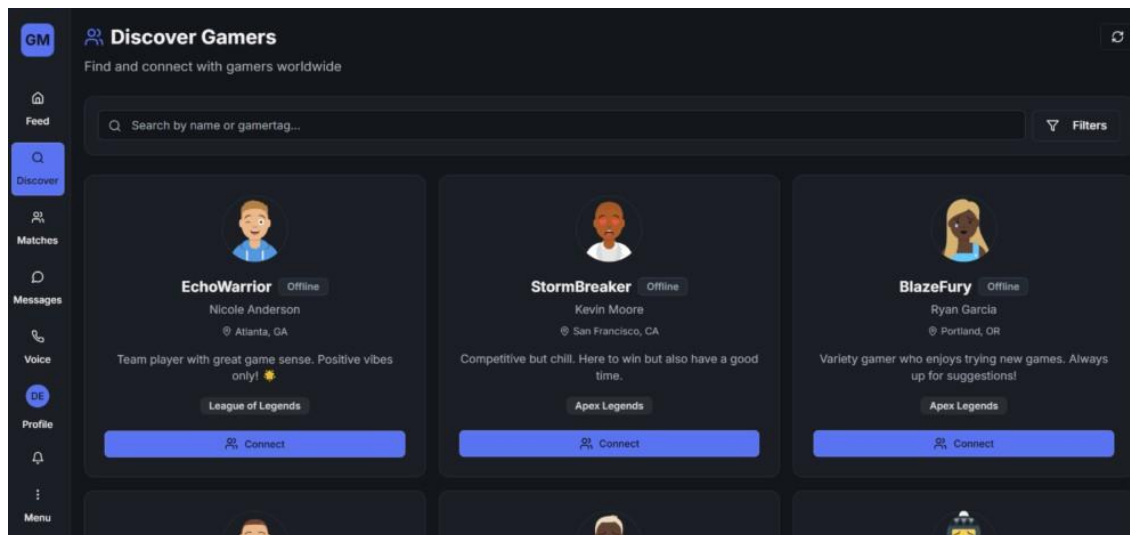 GM
Feed
Discover
Matches
Messages
Voice
DE
Profile
Menu
Discover Gamers
Find and connect with gamers worldwide
Search by name or gamertag...
Filters
EchoWarrior Offline
Nicole Anderson
Atlanta, GA
Team player with great game sense. Positive vibes
only! 🌟
League of Legends
Connect
StormBreaker Offline
Kevin Moore
San Francisco, CA
Competitive but chill. Here to win but also have a good
time.
Apex Legends
Connect
BlazeFury Offline
Ryan Garcia
Portland, OR
Variety gamer who enjoys trying new games. Always
up for suggestions!
Apex Legends
Connect